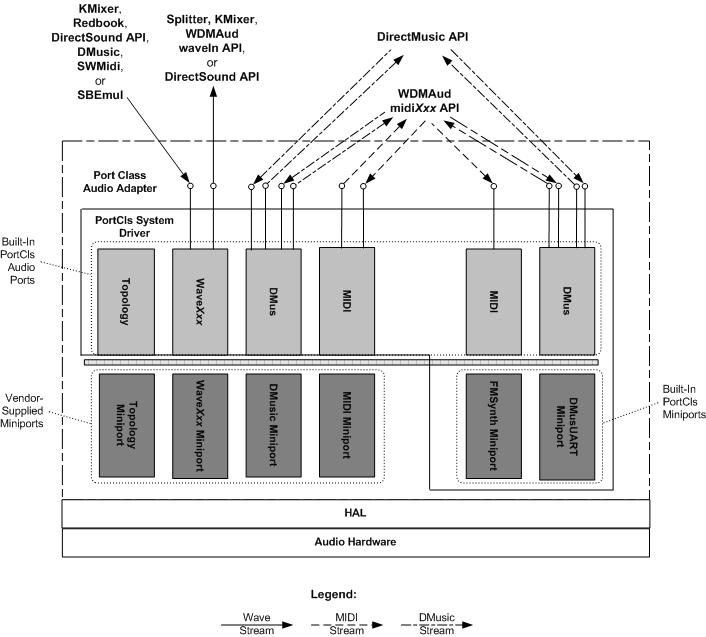 KMixer,
Redbook,
DirectSound API,
DMusic,
SWMidi,
or
SBEmul
Splitter, KMixer,
WDMAud
waveIn API,
or
DirectSound API
DirectMusic API
WDMAud
midiXxx API
Port Class
Audio Adapter
PortCls System
Driver
Built-In
PortCls
Audio
Ports
Topology
WaveXxx
DMus
MIDI
MIDI
DMus
Vendor-
Supplied
Miniports
Topology
Miniport
WaveXxx Miniport
DMusic Miniport
MIDI Miniport
FMSynth Miniport
DMusUART
Miniport
Built-In
PortCls
Miniports
HAL
Audio Hardware
Legend:
Wave
Stream
MIDI
Stream
DMusic
Stream